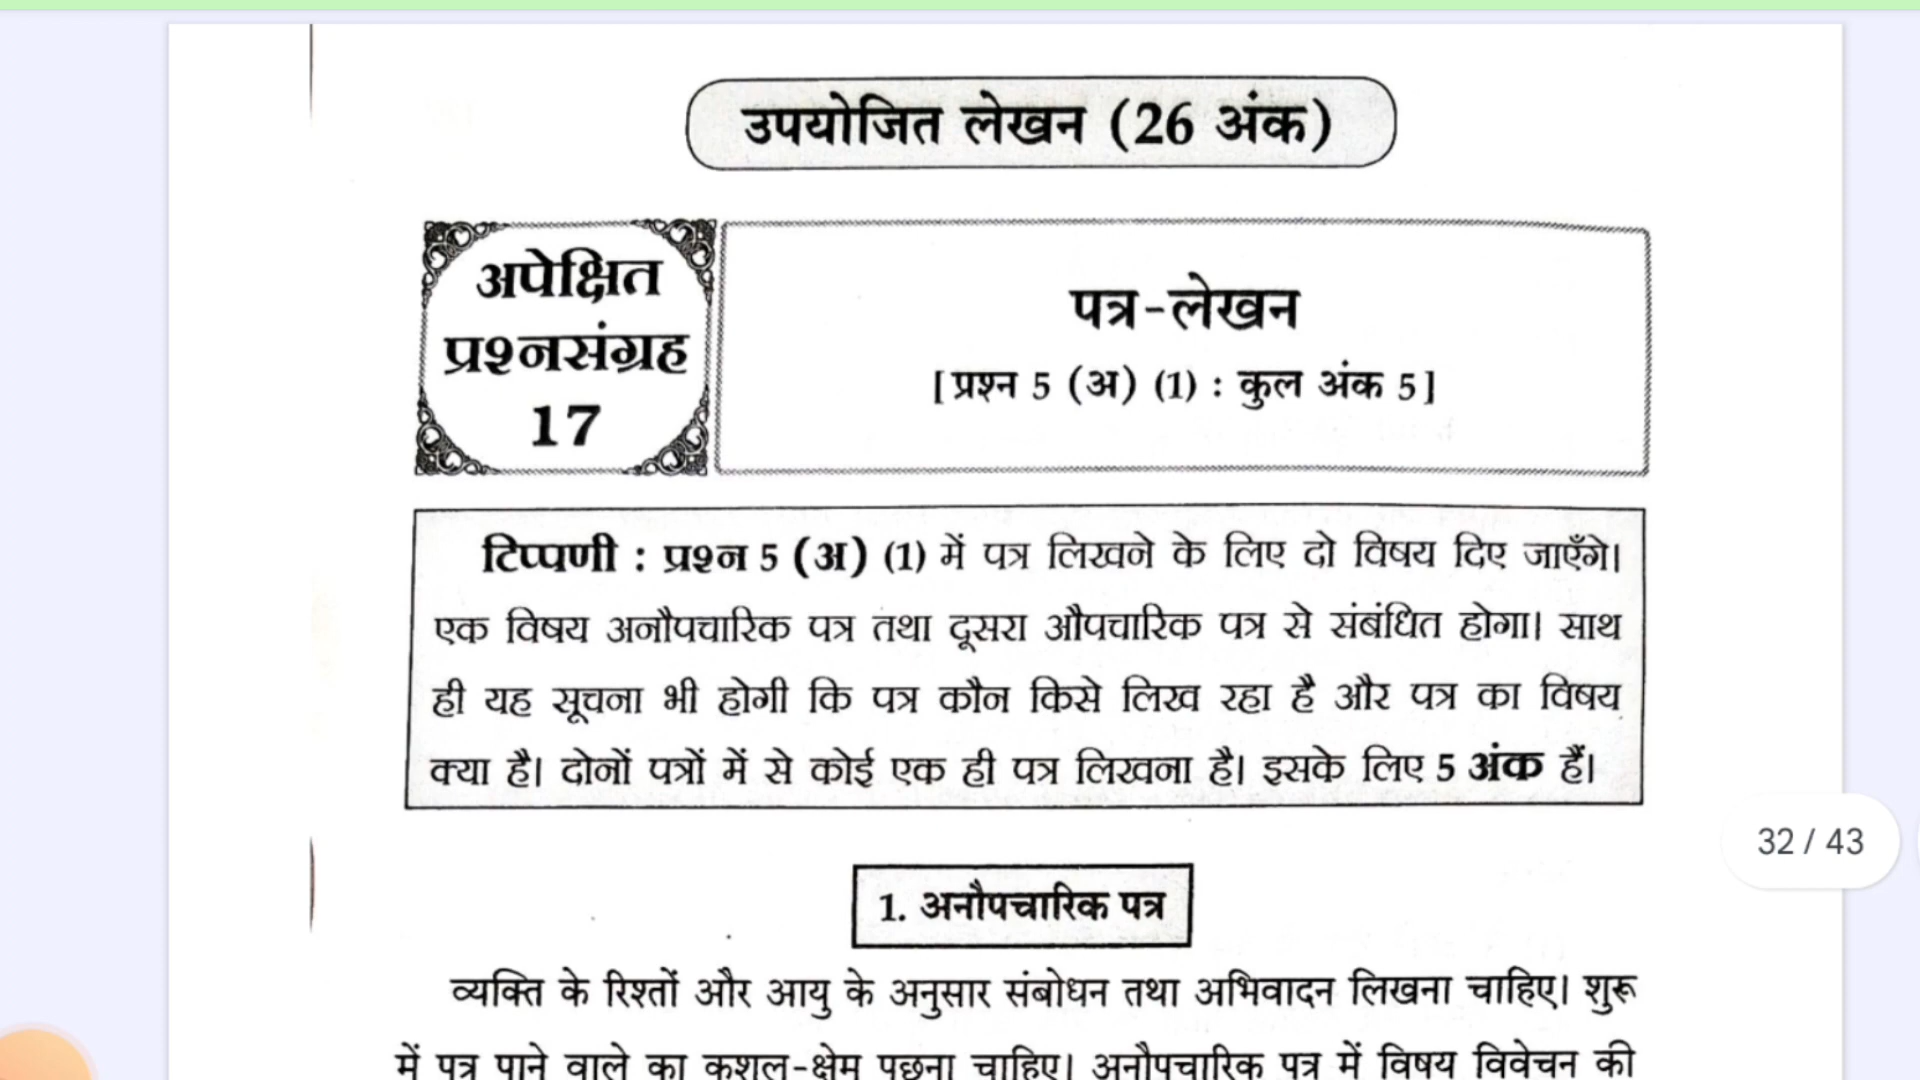 उपयोजित लेखन (26 अंक)
अपेक्षित
प्रश्नसंग्रह
17
पत्र-लेखन
[प्रश्न 5 (अ) (1) : कुल अंक 5]
टिप्पणी : प्रश्न 5 (अ) (1) में पत्र लिखने के लिए दो विषय दिए जाएँगे।
एक विषय अनौपचारिक पत्र तथा दूसरा औपचारिक पत्र से संबंधित होगा। साथ
ही यह सूचना भी होगी कि पत्र कौन किसे लिख रहा है और पत्र का विषय
क्या है। दोनों पत्रों में से कोई एक ही पत्र लिखना है। इसके लिए 5 अंक हैं।
32 / 43
1. अनौपचारिक पत्र
व्यक्ति के रिश्तों और आयु के अनुसार संबोधन तथा अभिवादन लिखना चाहिए। शुरू
में पत्र पाने वाले का कुशल-क्षेम पूछना चाहिए। अनौपचारिक पत्र में विषय विवेचन की